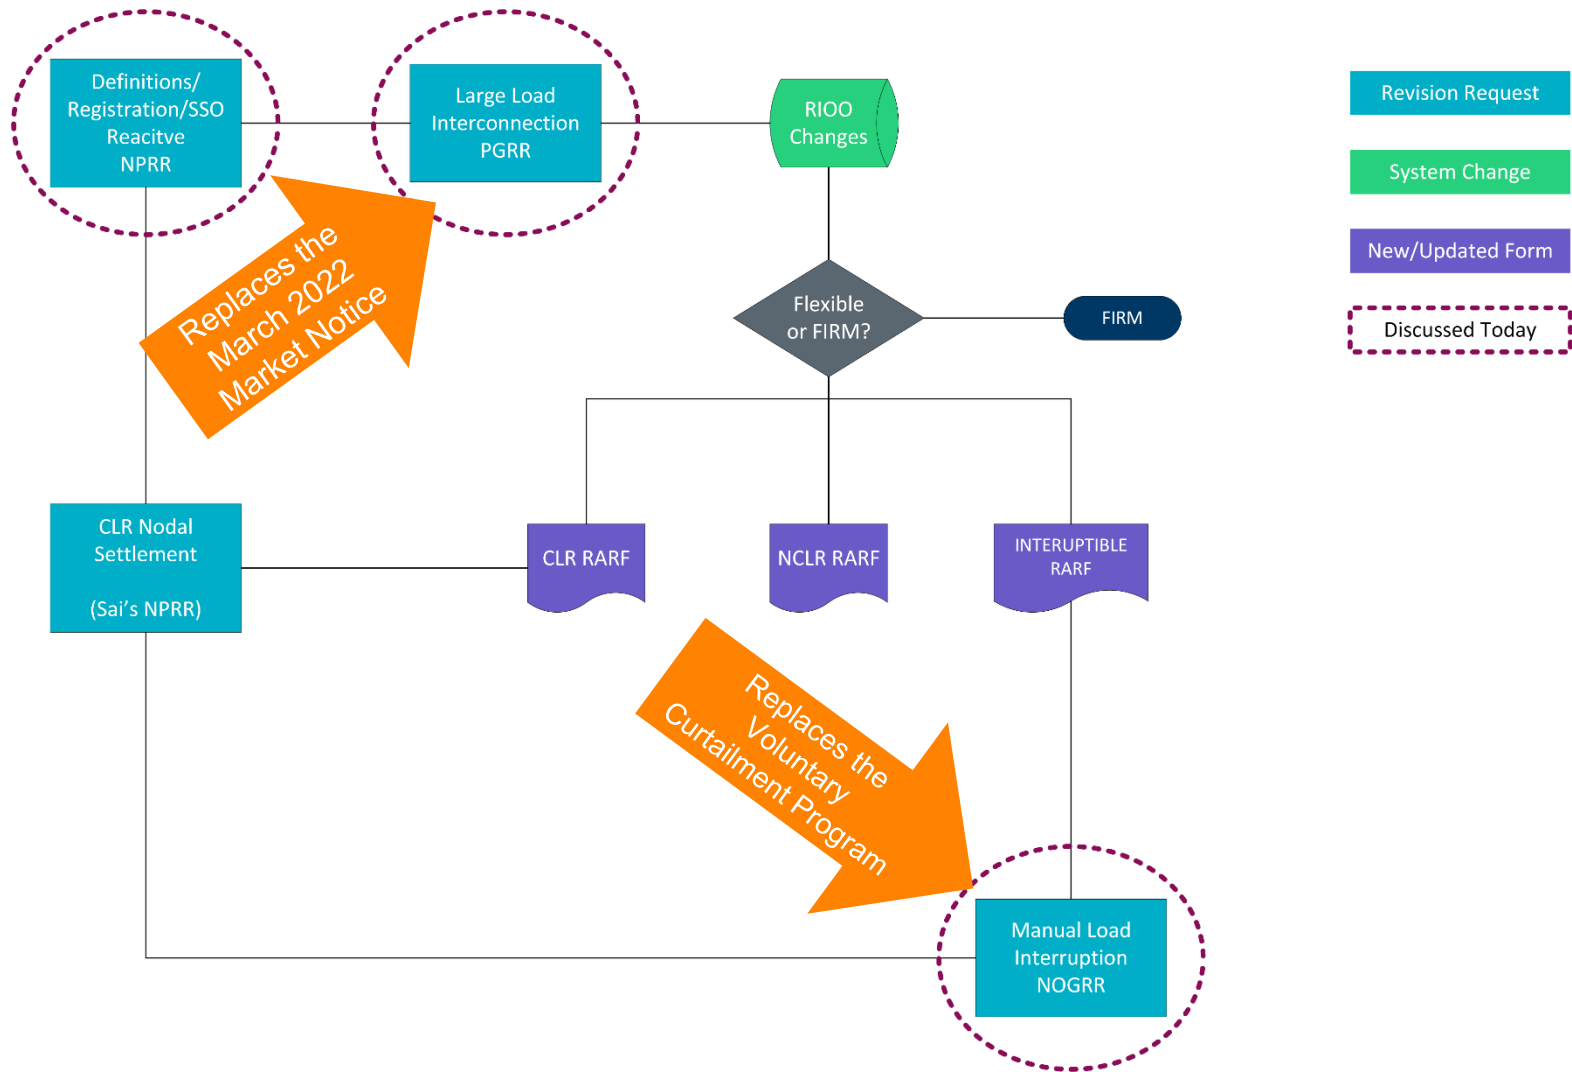 Definitions/
Registration/SSO
Reacitve
NPRR
Large Load
Interconnection
PGRR
RIOO
Changes
Revision Request
System Change
New/Updated Form
Discussed Today
Replaces the
March 2022
Market Notice
Flexible
or FIRM?
FIRM
CLR Nodal
Settlement
(Sai's NPRR)
CLR RARF
NCLR RARF
INTERUPTIBLE
RARF
Replaces the
Voluntary
Curtailment Program
Manual Load
Interruption
NOGRR